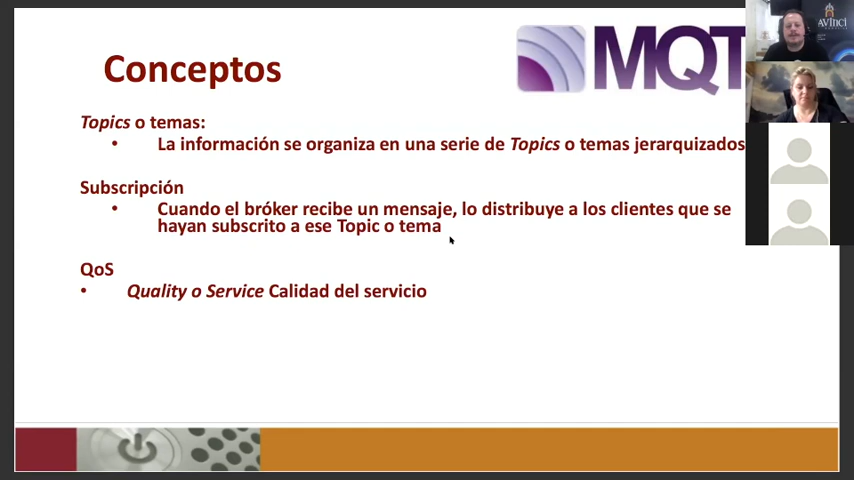 Conceptos
MQT
AVINCI
Topics o temas:
• La información se organiza en una serie de Topics o temas jerarquizados
Subscripción
• Cuando el bróker recibe un mensaje, lo distribuye a los clientes que se
hayan subscrito a ese Topic o tema
QoS
• Quality o Service Calidad del servicio